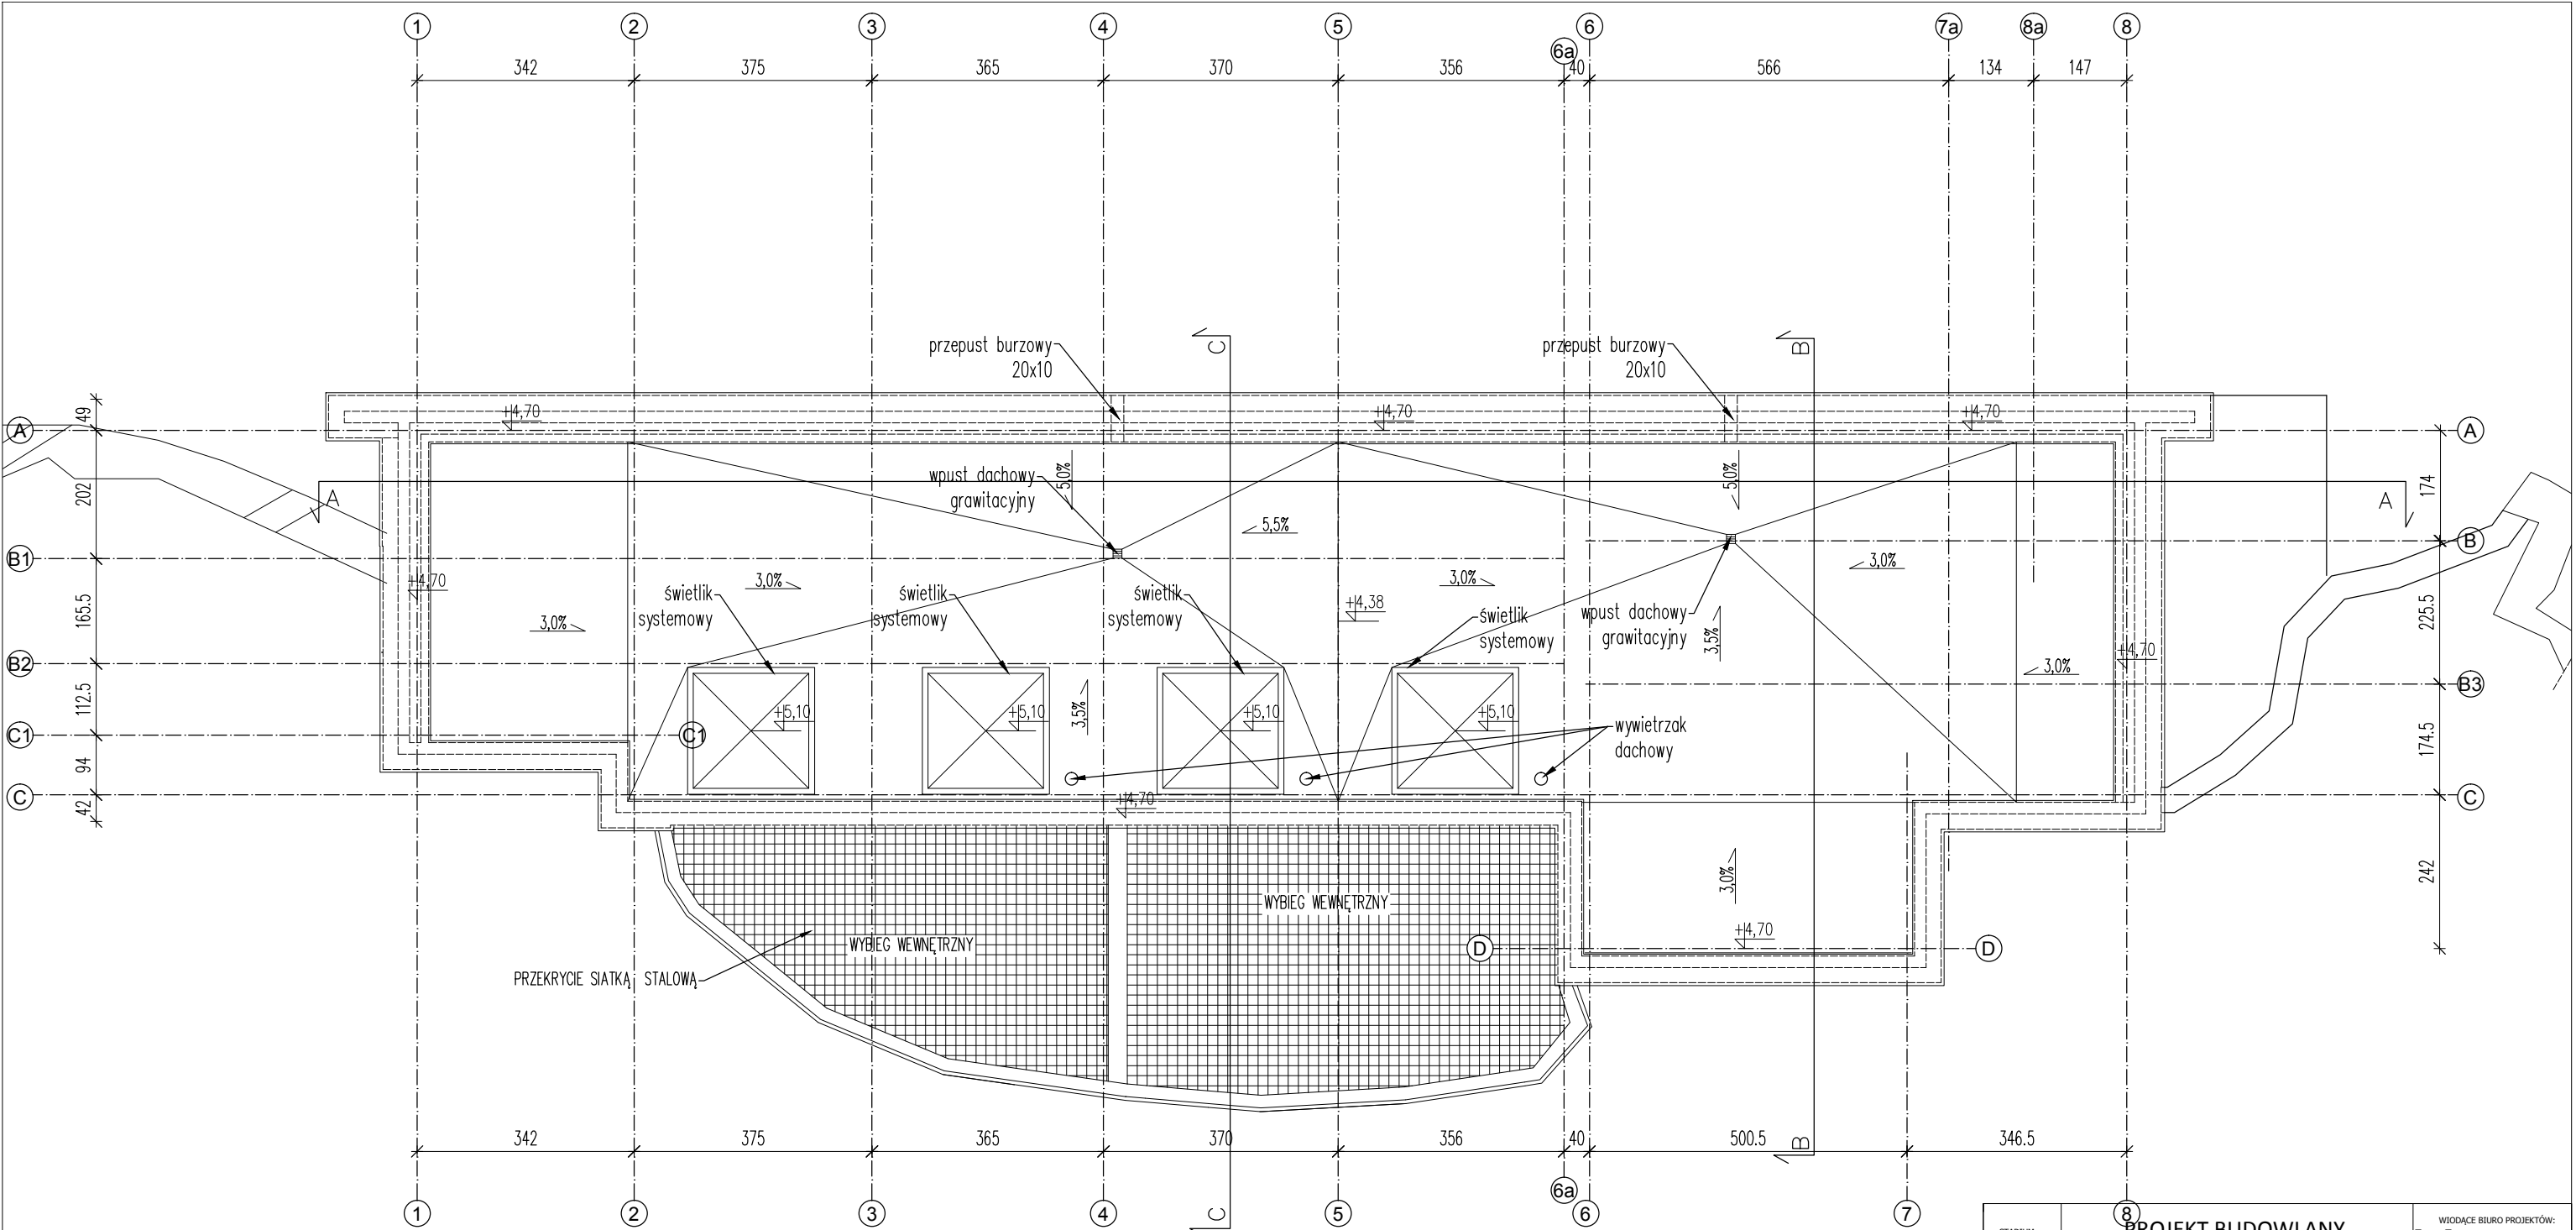 1 2 3 4 5 6a 6 7a 8a 8
342 375 365 370 356 40 566 134 147
przepust burzowy
20x10
C
przepust burzowy
20x10
B
49
A
+4,70
+4,70
+4,70
A
202
A
wpust dachowy
grawitacyjny
5,0%
5,5%
5,0%
A
174
B1
B
+4,70
3,0%
3,0%
3,0%
165.5
świetlik
systemowy
świetlik
systemowy
świetlik
systemowy
+4,38
świetlik
systemowy
wpust dachowy
grawitacyjny
3,5%
225.5
3,0%
+4,70
3,0%
B2
B3
112.5
+5,10
+5,10
3,5%
+5,10
+5,10
C1
C1
wywietrzak
dachowy
174.5
94
C
+4,70
C
42
3,0%
242
WYBIEG WEWNĘTRZNY
WYBIEG WEWNĘTRZNY
+4,70
D
D
PRZEKRYCIE SIATKĄ STALOWĄ
342 375 365 370 356 40 500.5 346.5
B
C
1 2 3 4 5 6a 6 7 8
PROJEKT BUDOWLANY
WIODĄCE BIURO PROJEKTÓW: